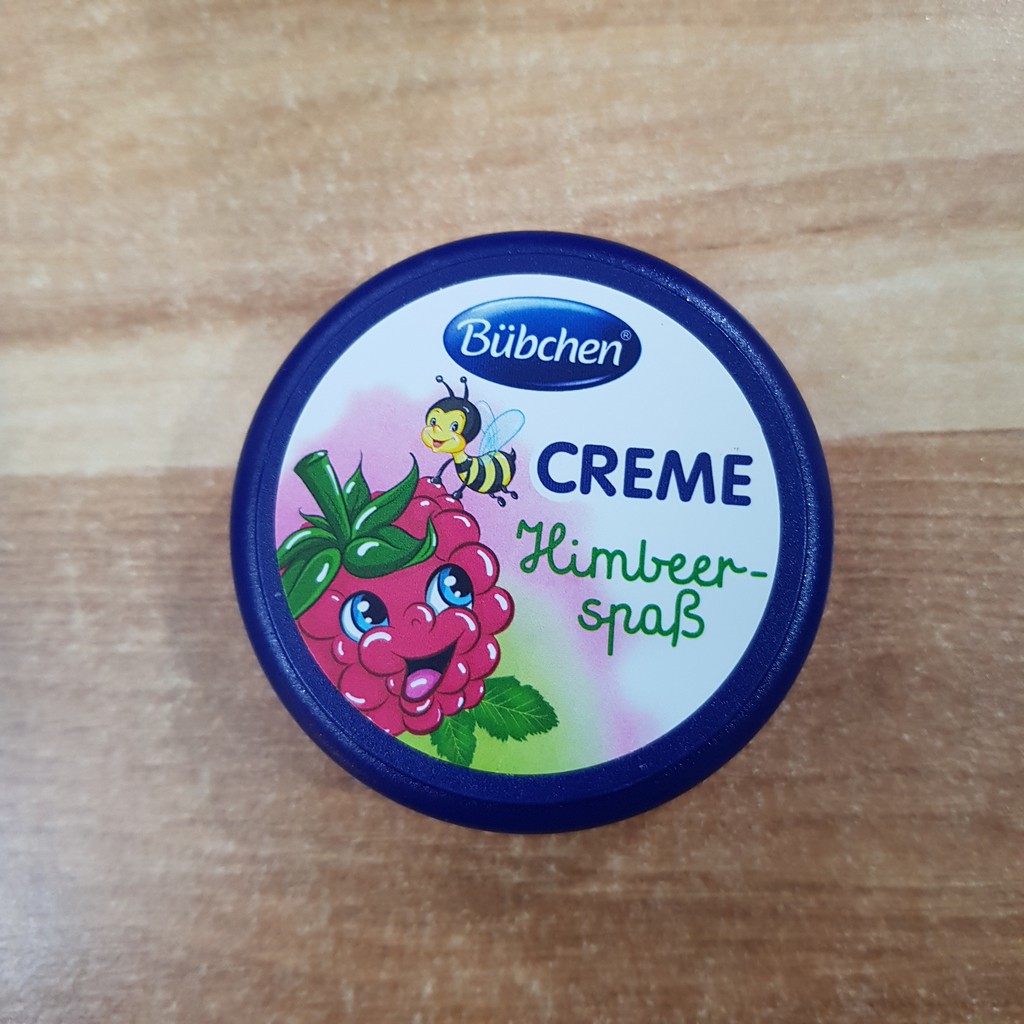 Bübchen®
CREME
Himbeer-
spaß